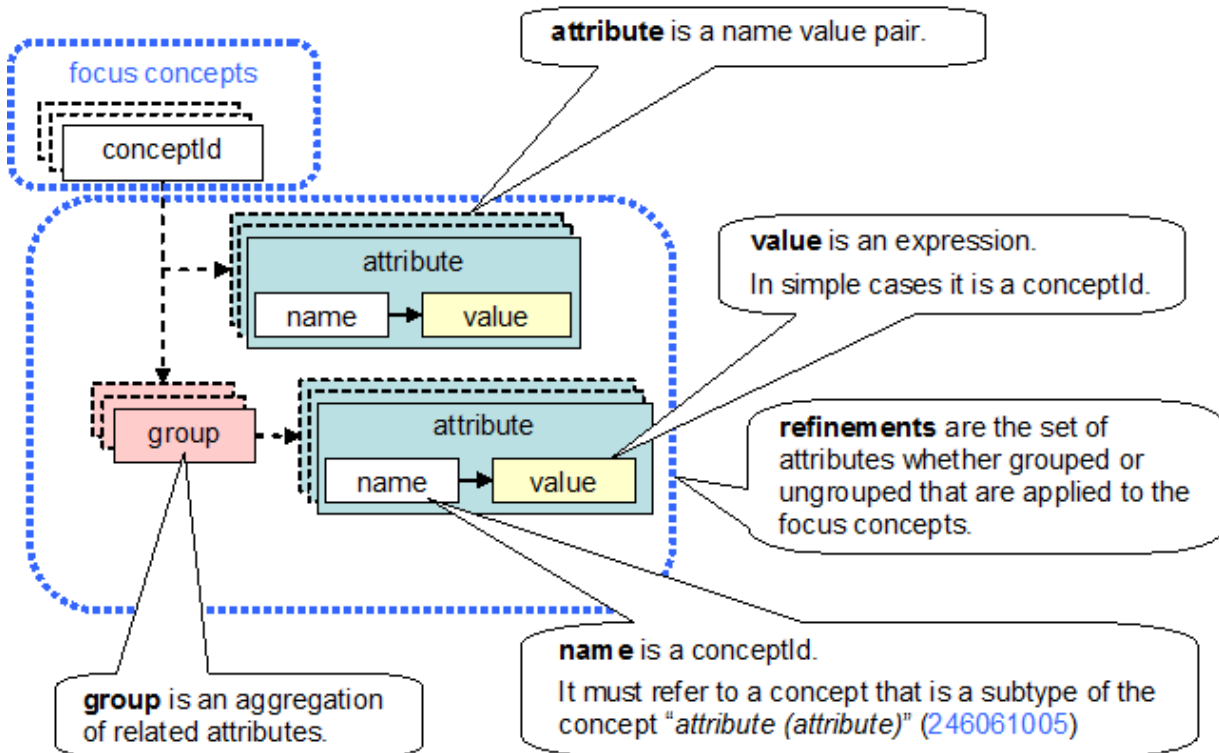 attribute is a name value pair.
focus concepts
conceptId
attribute
name
value
value is an expression.
In simple cases it is a conceptId.
group
attribute
name
value
refinements are the set of
attributes whether grouped or
ungrouped that are applied to the
focus concepts.
name is a conceptId.
It must refer to a concept that is a subtype of the
concept “attribute (attribute)” (246061005)
group is an aggregation
of related attributes.